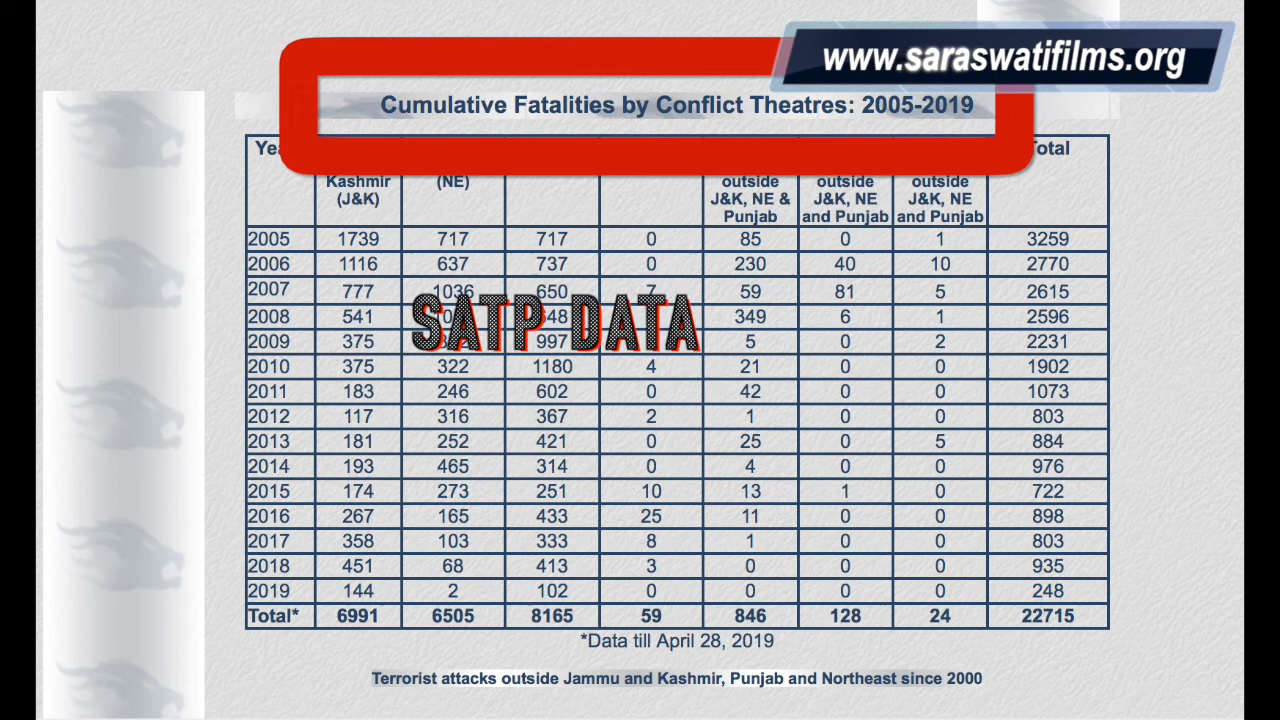 www.saraswatifilms.org
Cumulative Fatalities by Conflict Theatres: 2005-2019
Total
Kashmir (NE) outside outside outside
(J&K) J&K, NE & J&K, NE J&K, NE
Punjab and Punjab and Punjab
2005 1739 717 717 0 85 0 1 3259
2006 1116 637 737 0 230 40 10 2770
2007 777 1036 650 7 59 81 5 2615
2008 541 349 6 1 2596
SATP DATA
2009 375 997 5 0 2 2231
2010 375 322 1180 4 21 0 0 1902
2011 183 246 602 0 42 0 0 1073
2012 117 316 367 2 1 0 0 803
2013 181 252 421 0 25 0 5 884
2014 193 465 314 0 4 0 0 976
2015 174 273 251 10 13 1 0 722
2016 267 165 433 25 11 0 0 898
2017 358 103 333 8 1 0 0 803
2018 451 68 413 3 0 0 0 935
2019 144 2 102 0 0 0 0 248
Total* 6991 6505 8165 59 846 128 24 22715
*Data till April 28, 2019
Terrorist attacks outside Jammu and Kashmir, Punjab and Northeast since 2000